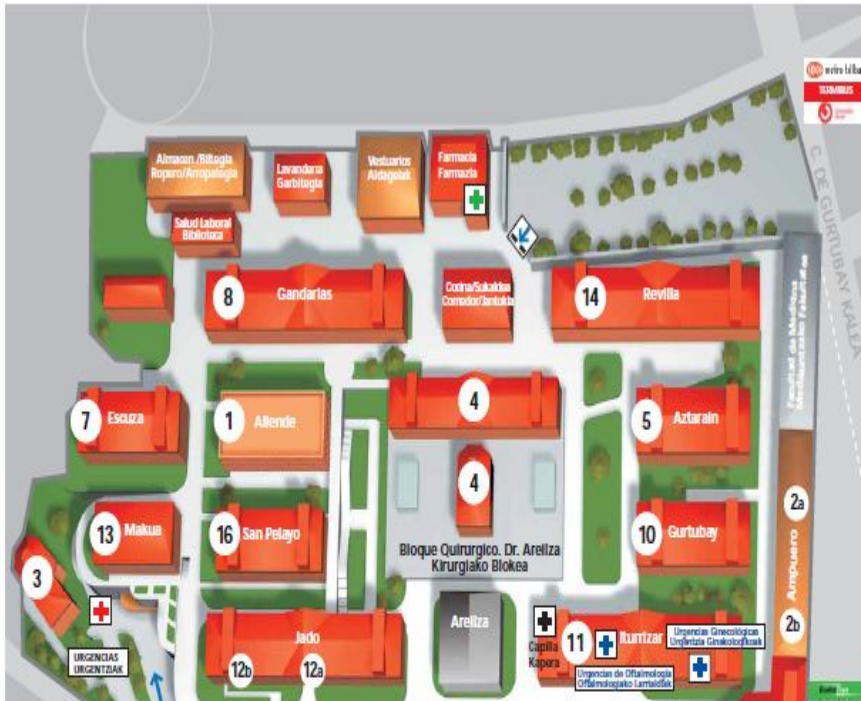 metro bilbao
TERMIBUS
C. DE GURTUBAY KALEA
Almacen /Biltegia
Ropero/Arropategia
Lavandaria
Garbitegia
Vestuarios
Aldagelak
Farmacia
Farmazia
Salud Laboral
Biblioteca
8
Gandarias
Cocina/Sukaldea
Comedor/Jantokia
14
Revilla
Facultad de Medicina
7
Escuza
1
Allende
4
5
Aztarain
4
2a
13
Makua
16
San Pelayo
10
Gurtubay
Ampuero
3
Bloque Quirurgico. Dr. Areilza
Kirurgiako Blokea
2b
Jado
Areilza
11
Iturrizar
Urgencias Ginecológicas
Urgentzia Ginekologikoak
Capilla
Kapera
URGENCIAS
URGENTZIAK
12b
12a
Urgencias de Oftalmología
Oftalmologiako Larrialdiak